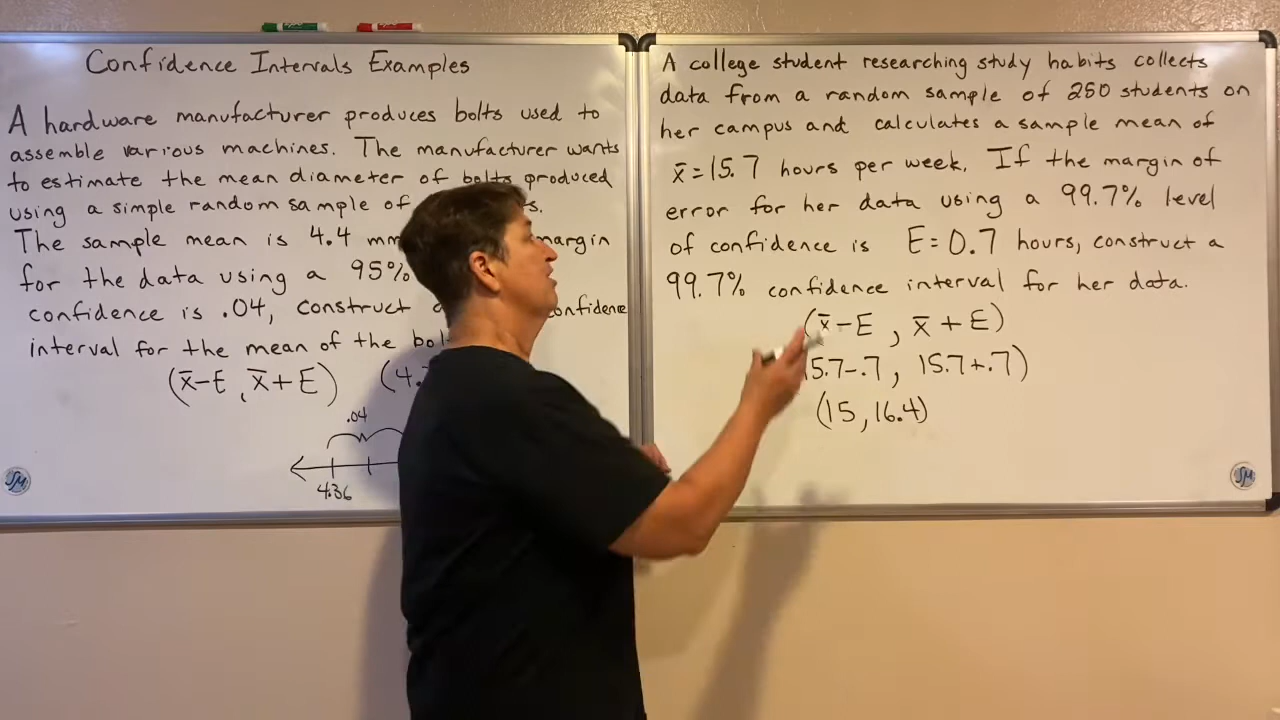 Confidence Intervals Examples
A hardware manufacturer produces bolts used to
assemble various machines. The manufacturer wants
to estimate the mean diameter of bolts produced
using a simple random sample of s.
The sample mean is 4.4 mm margin
for the data using a 95%
confidence is .04, construct confidence
interval for the mean of the bol
(x̄-E, x̄+E) (4.
.04
4.36
SM
A college student researching study habits collects
data from a random sample of 250 students on
her campus and calculates a sample mean of
x̄=15.7 hours per week. If the margin of
error for her data using a 99.7% level
of confidence is E=0.7 hours, construct a
99.7% confidence interval for her data.
(x̄-E, x̄+E)
15.7-.7, 15.7+.7)
(15, 16.4)
SM